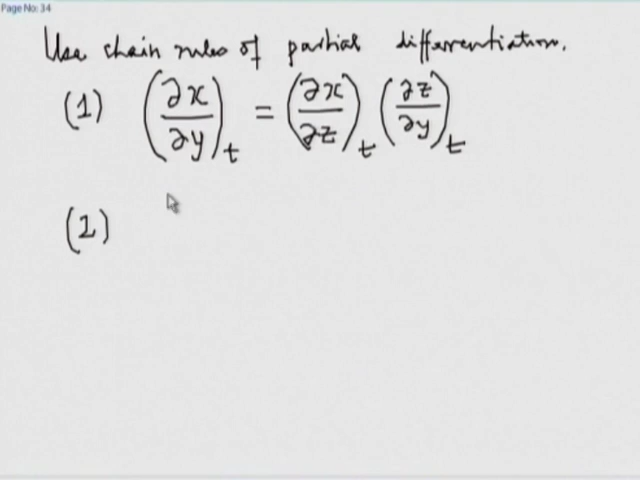 Page No: 34
Use chain rules of partial differentiation.
(1) (∂x/∂y)_t = (∂x/∂z)_t (∂z/∂y)_t
(2)